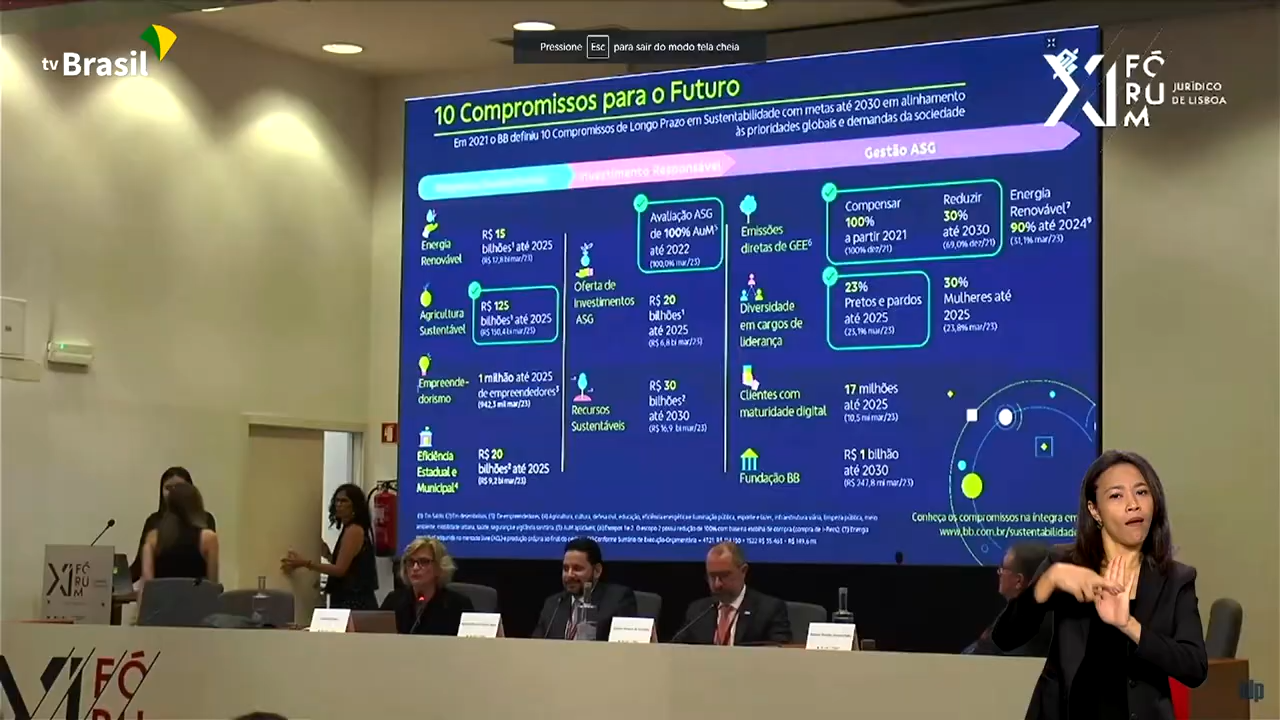 tv Brasil
Pressione Esc para sair do modo tela cheia
XI FÓRUM
JURÍDICO
DE LISBOA
10 Compromissos para o Futuro
Em 2021 o BB definiu 10 Compromissos de Longo Prazo em Sustentabilidade com metas até 2030 em alinhamento
às prioridades globais e demandas da sociedade
Investimento Responsável
Gestão ASG
Energia
Renovável
R$ 15
bilhões¹ até 2025
Agricultura
Sustentável
R$ 125
bilhões¹ até 2025
(R$ 150,4 bi mar/23)
Empreende-
dorismo
1 milhão até 2025
de empreendedores³
(942,3 mil mar/23)
Eficiência
Estadual e
Municipal⁴
R$ 20
bilhões² até 2025
(R$ 9,2 bi mar/23)
Avaliação ASG
de 100% AuM⁵
até 2022
(100,0% mar/23)
Oferta de
Investimentos
ASG
R$ 20
bilhões¹
até 2025
(R$ 6,8 bi mar/23)
Recursos
Sustentáveis
R$ 30
bilhões²
até 2030
(R$ 16,9 bi mar/23)
Emissões
diretas de GEE⁶
Compensar
100%
a partir 2021
(100% dez/21)
Reduzir
30%
até 2030
(69,0% dez/21)
Energia
Renovável⁷
90% até 2024⁹
(31,1% mar/23)
Diversidade
em cargos de
liderança
23%
Pretos e pardos
até 2025
(23,1% mar/23)
30%
Mulheres até
2025
(23,8% mar/23)
Clientes com
maturidade digital
17 milhões
até 2025
(10,5 mi mar/23)
Fundação BB
R$ 1 bilhão
até 2030
(R$ 247,8 mi mar/23)
Conheça os compromissos na íntegra em
www.bb.com.br/sustentabilidade
XI FÓRUM
XI FÓ